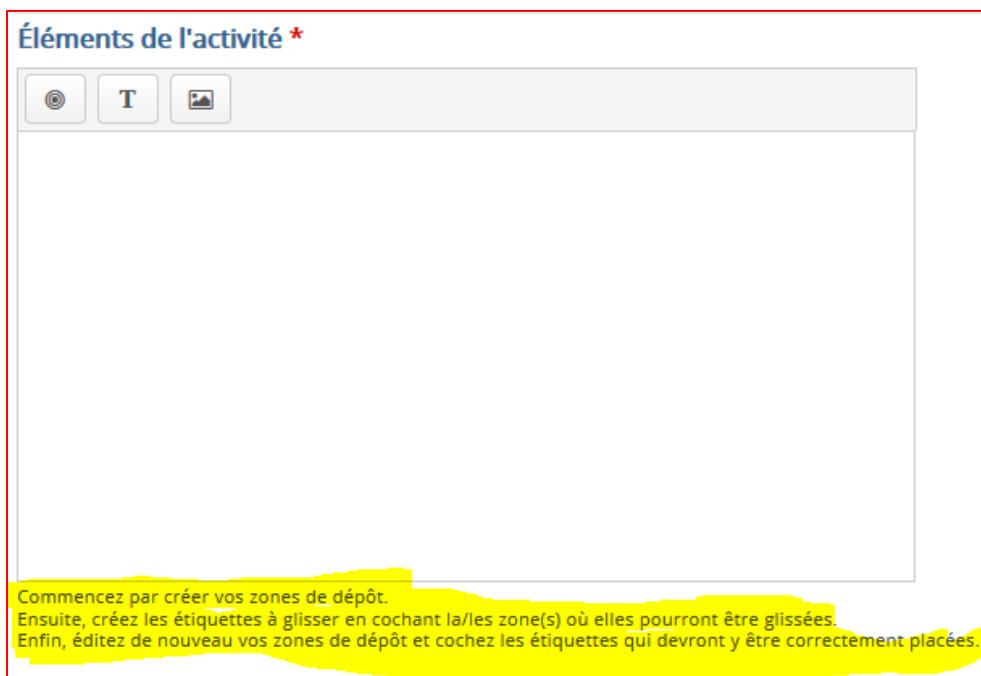 Éléments de l'activité *
T
Commencez par créer vos zones de dépôt.
Ensuite, créez les étiquettes à glisser en cochant la/les zone(s) où elles pourront être glissées.
Enfin, éditez de nouveau vos zones de dépôt et cochez les étiquettes qui devront y être correctement placées.